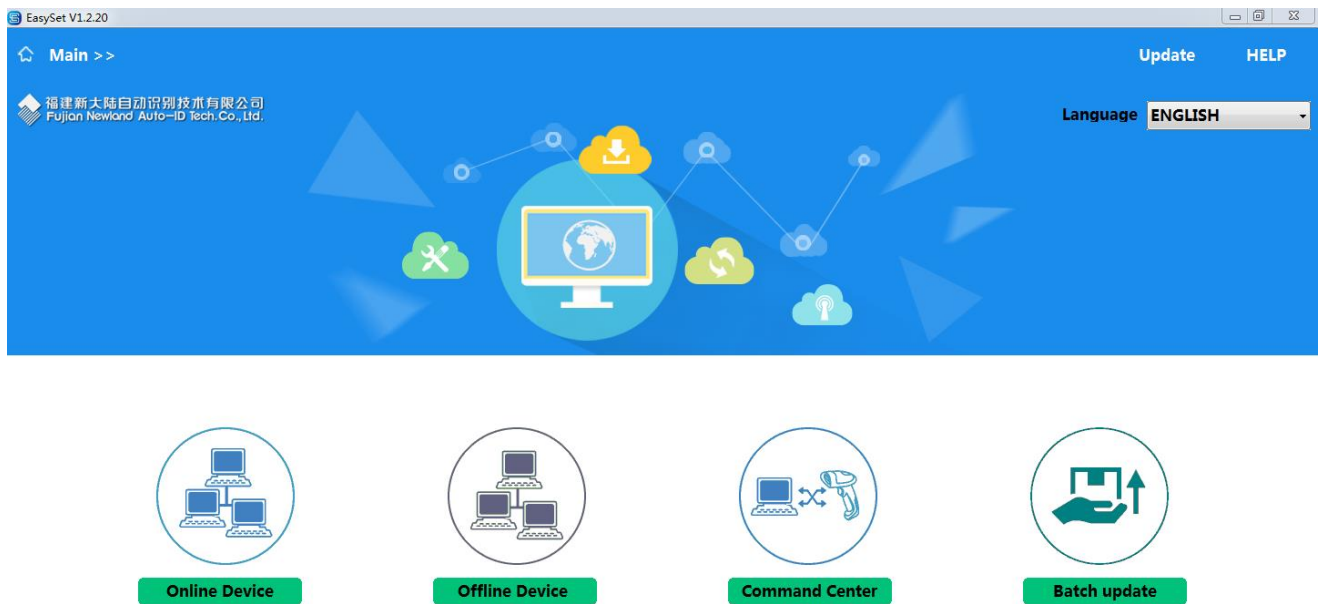 EasySet V1.2.20
Main >>
Update
HELP
福建新大陆自动识别技术有限公司
Fujian Newland Auto-ID Tech.Co.,Ltd.
Language
ENGLISH
Online Device
Offline Device
Command Center
Batch update